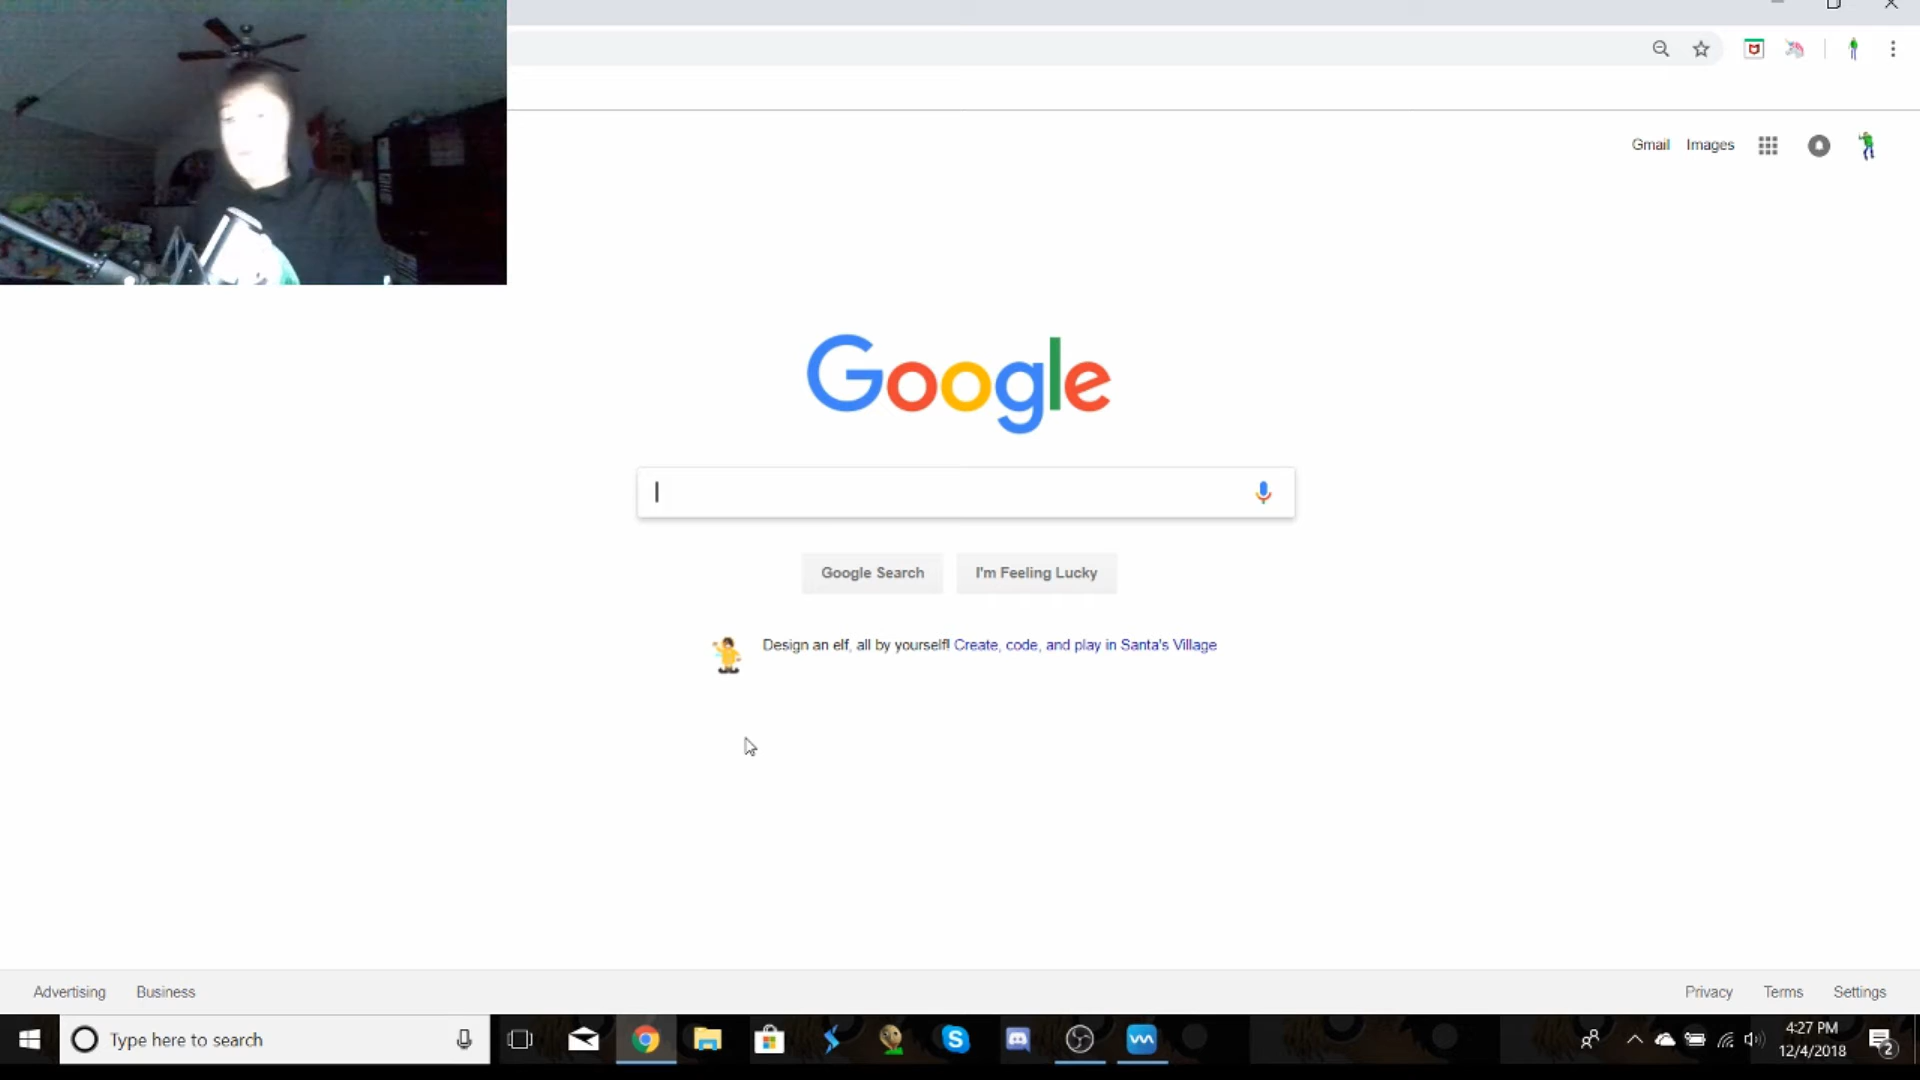 Gmail Images
Google
Google Search I'm Feeling Lucky
Design an elf, all by yourself! Create, code, and play in Santa's Village
Advertising Business Privacy Terms Settings
Type here to search
4:27 PM
12/4/2018
2